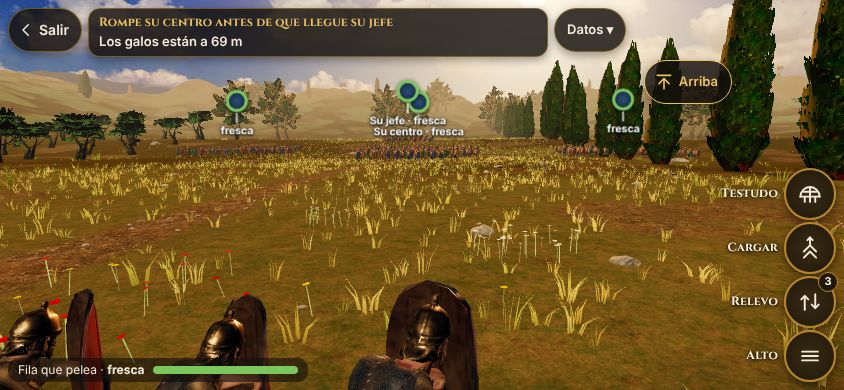 Salir
Rompe su centro antes de que llegue su jefe
Los galos están a 69 m
Datos ▾
Arriba
fresca
Su jefe · fresca
Su centro · fresca
fresca
Testudo
Cargar
3
Relevo
Alto
Fila que pelea · fresca